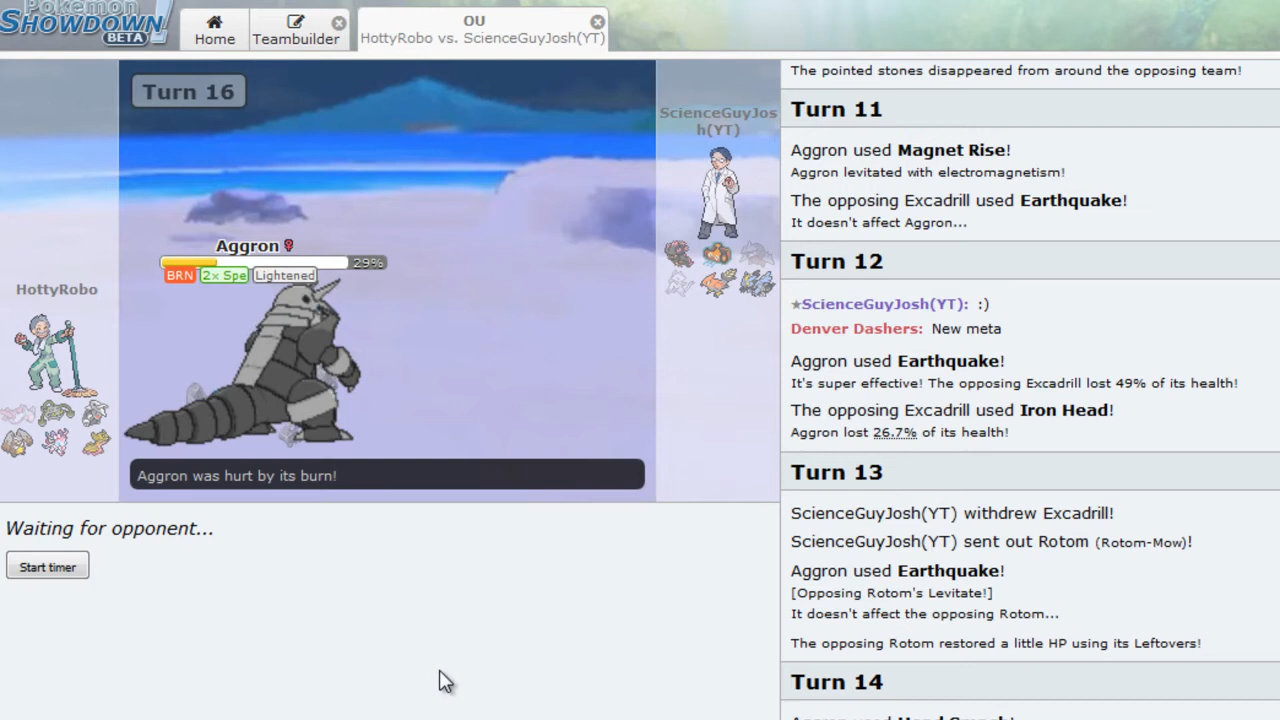 Pokémon
SHOWDOWN!
BETA
Home
Teambuilder
OU
HottyRobo vs. ScienceGuyJosh(YT)
Turn 16
ScienceGuyJos
h(YT)
Aggron
29%
BRN 2× Spe Lightened
HottyRobo
Aggron was hurt by its burn!
Waiting for opponent...
Start timer
The pointed stones disappeared from around the opposing team!
Turn 11
Aggron used Magnet Rise!
Aggron levitated with electromagnetism!
The opposing Excadrill used Earthquake!
It doesn't affect Aggron...
Turn 12
★ScienceGuyJosh(YT): :)
Denver Dashers: New meta
Aggron used Earthquake!
It's super effective! The opposing Excadrill lost 49% of its health!
The opposing Excadrill used Iron Head!
Aggron lost 26.7% of its health!
Turn 13
ScienceGuyJosh(YT) withdrew Excadrill!
ScienceGuyJosh(YT) sent out Rotom (Rotom-Mow)!
Aggron used Earthquake!
[Opposing Rotom's Levitate!]
It doesn't affect the opposing Rotom...
The opposing Rotom restored a little HP using its Leftovers!
Turn 14
Aggron used